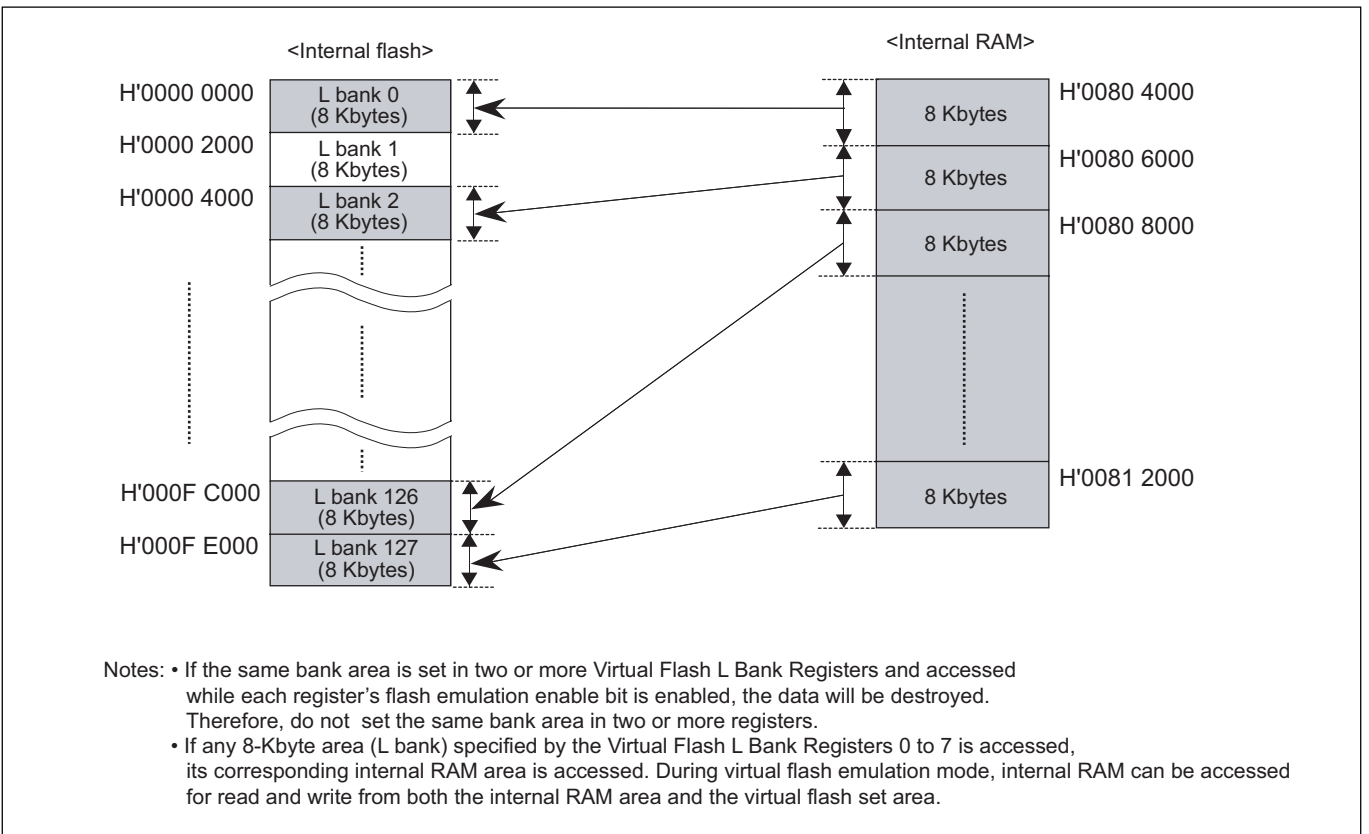 <Internal flash>
H'0000 0000
L bank 0
(8 Kbytes)
H'0000 2000
L bank 1
(8 Kbytes)
H'0000 4000
L bank 2
(8 Kbytes)
H'000F C000
L bank 126
(8 Kbytes)
H'000F E000
L bank 127
(8 Kbytes)
<Internal RAM>
8 Kbytes
H'0080 4000
8 Kbytes
H'0080 6000
8 Kbytes
H'0080 8000
8 Kbytes
H'0081 2000
Notes: • If the same bank area is set in two or more Virtual Flash L Bank Registers and accessed
while each register's flash emulation enable bit is enabled, the data will be destroyed.
Therefore, do not set the same bank area in two or more registers.
• If any 8-Kbyte area (L bank) specified by the Virtual Flash L Bank Registers 0 to 7 is accessed,
its corresponding internal RAM area is accessed. During virtual flash emulation mode, internal RAM can be accessed
for read and write from both the internal RAM area and the virtual flash set area.